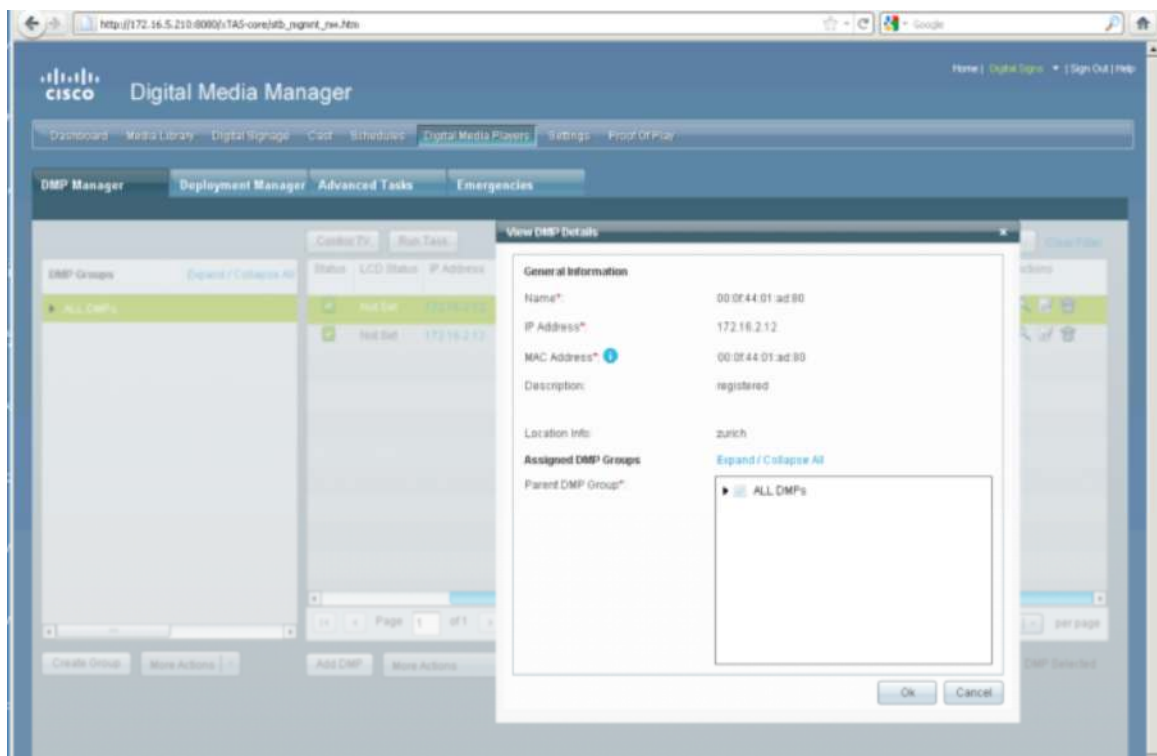 http://172.16.5.210:8080/sTAS-core/stb_mgmnt_rw.htm
Google
Home | Digital Signs | Sign Out | Help
CISCO Digital Media Manager
Dashboard Media Library Digital Signage Cast Schedules Digital Media Players Settings Proof Of Play
DMP Manager Deployment Manager Advanced Tasks Emergencies
Control TV Run Task Clear Filter
View DMP Details
DMP Groups Expand / Collapse All
Status LCD Status IP Address
ALL DMPs
Not Set
Not Set 172.16.2.12
General Information
Name*: 00:0f:44:01:ad:80
IP Address*: 172.16.2.12
MAC Address*: 00:0f:44:01:ad:80
Description: registered
Location Info: zurich
Assigned DMP Groups Expand / Collapse All
Parent DMP Group*: ALL DMPs
Page 1 of 1 per page
Create Group More Actions Add DMP More Actions DMP Selected
Ok Cancel